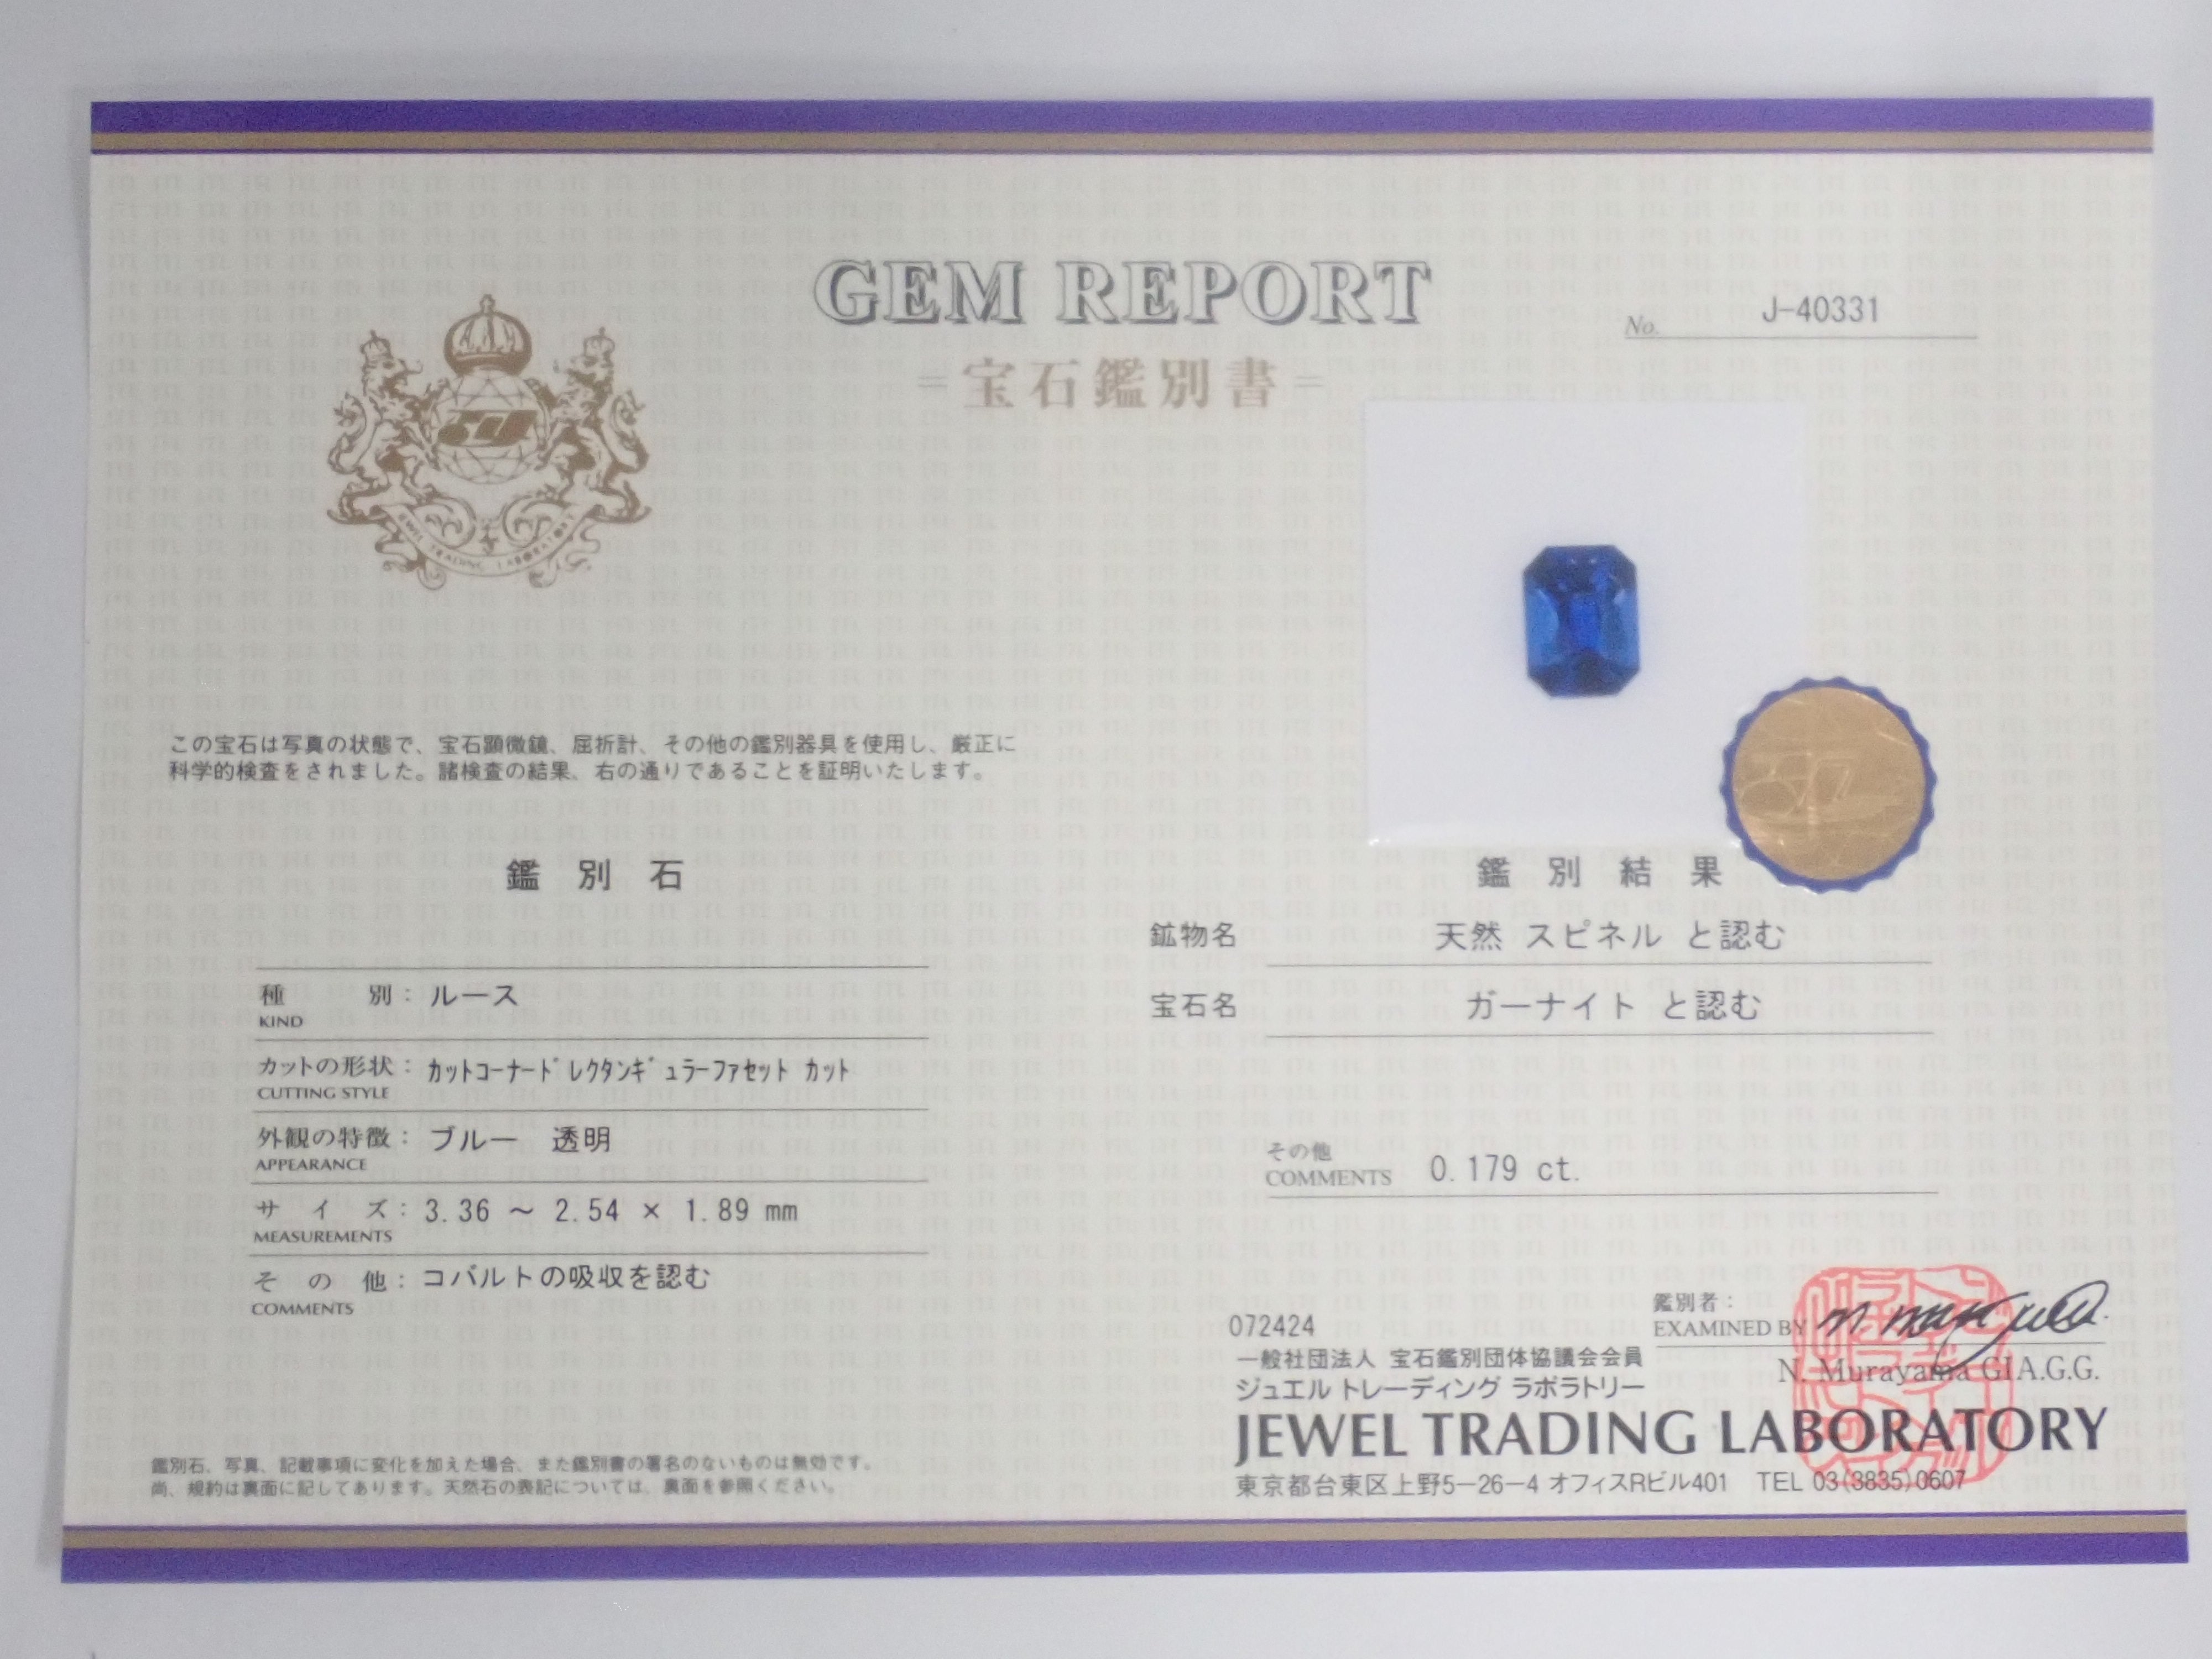 GEM REPORT
No. J-40331
=宝石鑑別書=
JEWEL TRADING LABORATORY
この宝石は写真の状態で、宝石顕微鏡、屈折計、その他の鑑別器具を使用し、厳正に
科学的検査をされました。諸検査の結果、右の通りであることを証明いたします。
鑑別石
種別：ルース
KIND
カットの形状：ｶｯﾄｺｰﾅｰﾄﾞﾚｸﾀﾝｷﾞｭﾗｰﾌｧｾｯﾄ ｶｯﾄ
CUTTING STYLE
外観の特徴：ブルー　透明
APPEARANCE
サイズ：3.36 ～ 2.54 × 1.89 mm
MEASUREMENTS
その他：コバルトの吸収を認む
COMMENTS
鑑別石、写真、記載事項に変化を加えた場合、また鑑別書の署名のないものは無効です。
尚、規約は裏面に記してあります。天然石の表記については、裏面を参照ください。
鑑別結果
鉱物名 天然 スピネル と認む
宝石名 ガーナイト と認む
その他
COMMENTS 0.179 ct.
072424
鑑別者：
EXAMINED BY
N. Murayama G.I.A.G.G.
一般社団法人 宝石鑑別団体協議会会員
ジュエル トレーディング ラボラトリー
JEWEL TRADING LABORATORY
東京都台東区上野5－26－4 オフィスRビル401　TEL 03(3835)0607